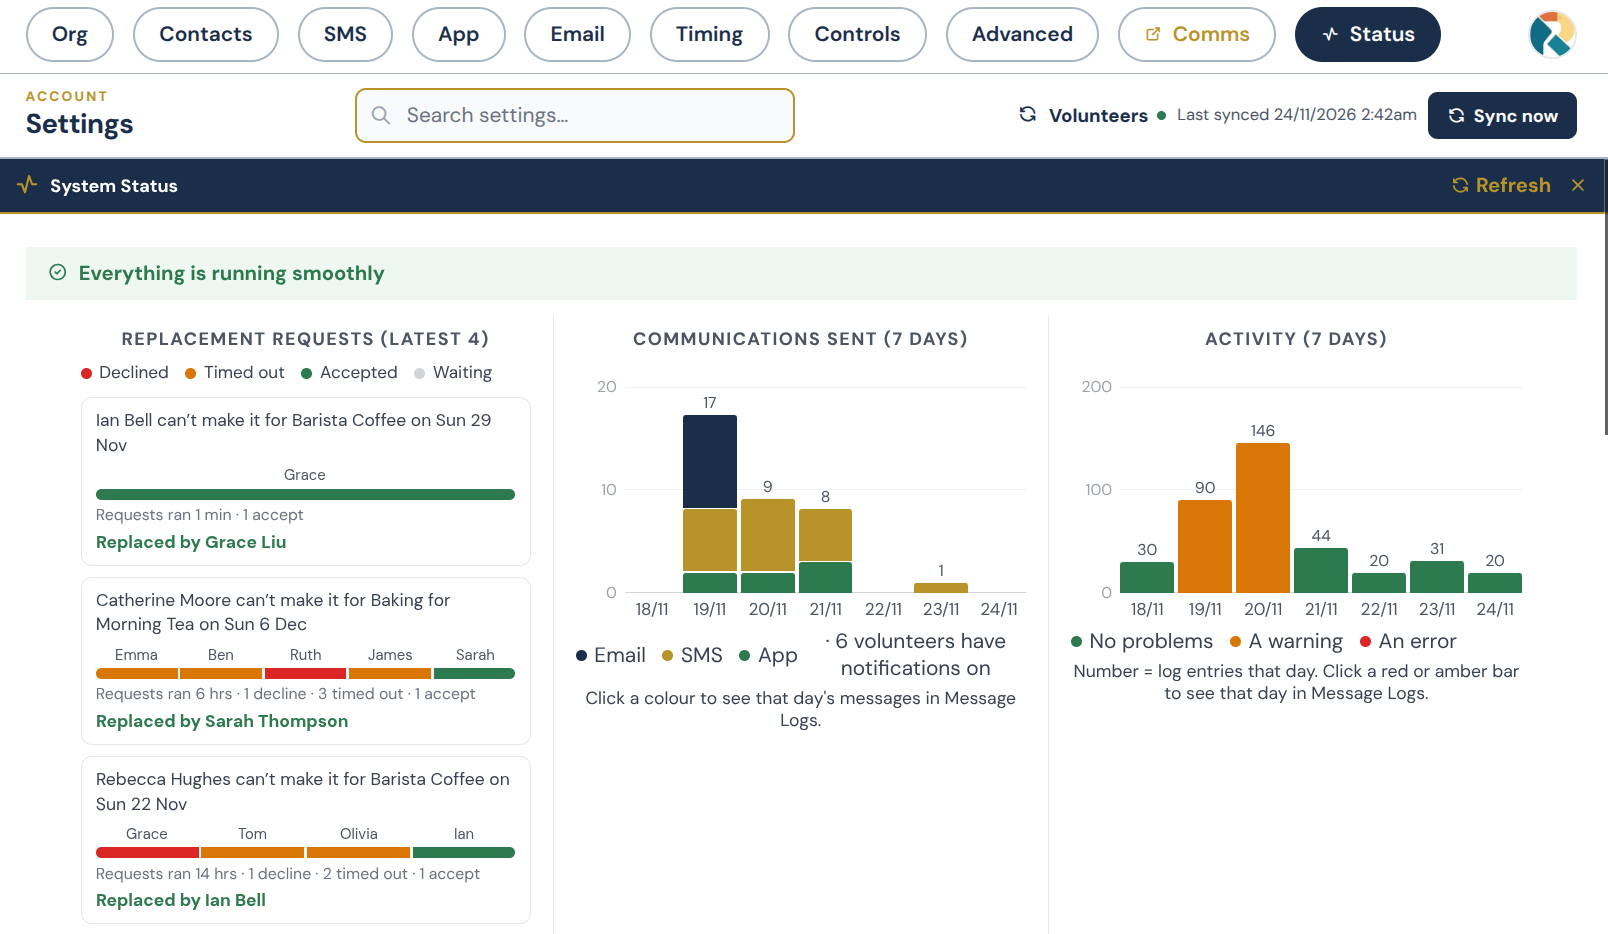 Org
Contacts
SMS
App
Email
Timing
Controls
Advanced
Comms
Status
ACCOUNT
Settings
Search settings...
Volunteers
Last synced 24/11/2026 2:42am
Sync now
System Status
Refresh
Everything is running smoothly
REPLACEMENT REQUESTS (LATEST 4)
Declined
Timed out
Accepted
Waiting
Ian Bell can’t make it for Barista Coffee on Sun 29
Nov
Grace
Requests ran 1 min · 1 accept
Replaced by Grace Liu
Catherine Moore can’t make it for Baking for
Morning Tea on Sun 6 Dec
Emma Ben Ruth James Sarah
Requests ran 6 hrs · 1 decline · 3 timed out · 1 accept
Replaced by Sarah Thompson
Rebecca Hughes can’t make it for Barista Coffee on
Sun 22 Nov
Grace Tom Olivia Ian
Requests ran 14 hrs · 1 decline · 2 timed out · 1 accept
Replaced by Ian Bell
COMMUNICATIONS SENT (7 DAYS)
20
17
10
9
8
1
0
18/11 19/11 20/11 21/11 22/11 23/11 24/11
Email
SMS
App
· 6 volunteers have
notifications on
Click a colour to see that day's messages in Message
Logs.
ACTIVITY (7 DAYS)
200
146
100
90
30
44
20
31
20
0
18/11 19/11 20/11 21/11 22/11 23/11 24/11
No problems
A warning
An error
Number = log entries that day. Click a red or amber bar
to see that day in Message Logs.